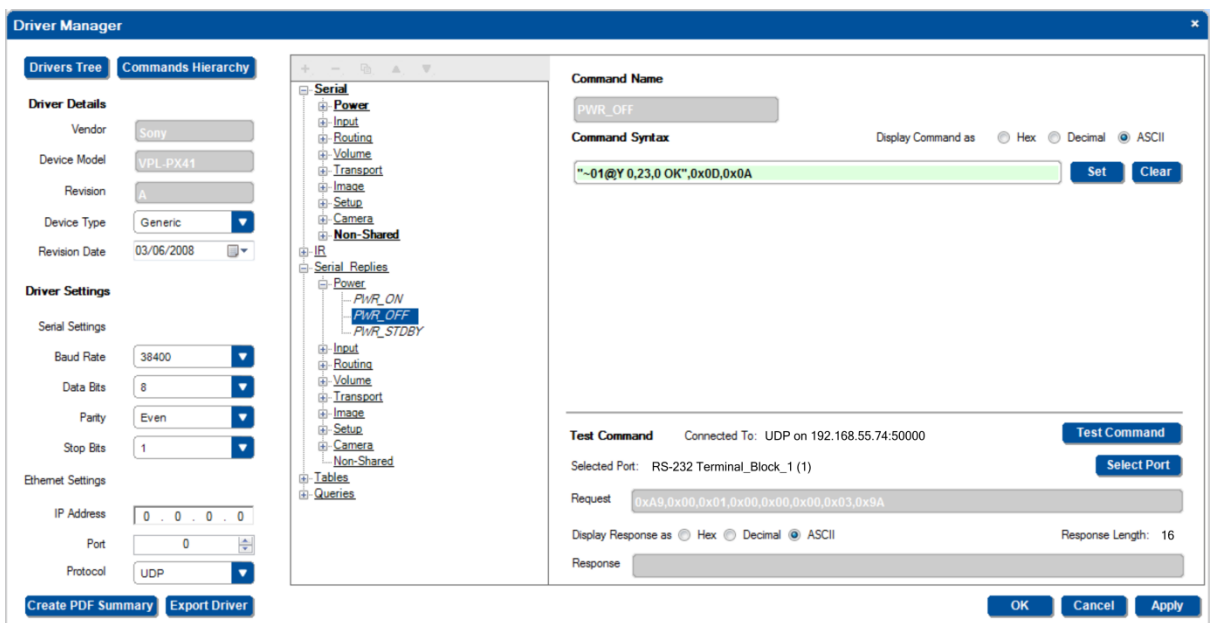 Driver Manager
Drivers Tree
Commands Hierarchy
Driver Details
Vendor
Sony
Device Model
VPL-PX41
Revision
A
Device Type
Generic
Revision Date
03/06/2008
Driver Settings
Serial Settings
Baud Rate
38400
Data Bits
8
Parity
Even
Stop Bits
1
Ethernet Settings
IP Address
0 . 0 . 0 . 0
Port
0
Protocol
UDP
Create PDF Summary
Export Driver
Serial
Power
Input
Routing
Volume
Transport
Image
Setup
Camera
Non-Shared
IR
Serial Replies
Power
PWR_ON
PWR_OFF
PWR_STDBY
Input
Routing
Volume
Transport
Image
Setup
Camera
Non-Shared
Tables
Queries
Command Name
PWR_OFF
Command Syntax
Display Command as
Hex
Decimal
ASCII
"~01@Y 0,23,0 OK",0x0D,0x0A
Set
Clear
Test Command
Connected To: UDP on 192.168.55.74:50000
Test Command
Selected Port: RS-232 Terminal_Block_1 (1)
Select Port
Request
0xA9,0x00,0x01,0x00,0x00,0x00,0x03,0x9A
Display Response as
Hex
Decimal
ASCII
Response Length: 16
Response
OK
Cancel
Apply